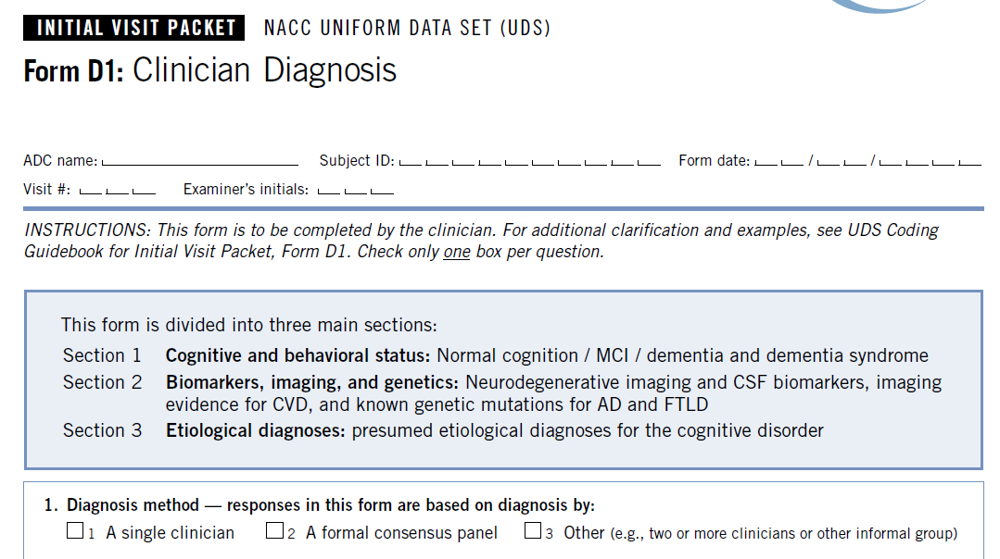 INITIAL VISIT PACKET NACC UNIFORM DATA SET (UDS)
Form D1: Clinician Diagnosis
ADC name: Subject ID: Form date: / /
Visit #: Examiner's initials:
INSTRUCTIONS: This form is to be completed by the clinician. For additional clarification and examples, see UDS Coding
Guidebook for Initial Visit Packet, Form D1. Check only one box per question.
This form is divided into three main sections:
Section 1 Cognitive and behavioral status: Normal cognition / MCI / dementia and dementia syndrome
Section 2 Biomarkers, imaging, and genetics: Neurodegenerative imaging and CSF biomarkers, imaging
evidence for CVD, and known genetic mutations for AD and FTLD
Section 3 Etiological diagnoses: presumed etiological diagnoses for the cognitive disorder
1. Diagnosis method — responses in this form are based on diagnosis by:
1 A single clinician 2 A formal consensus panel 3 Other (e.g., two or more clinicians or other informal group)